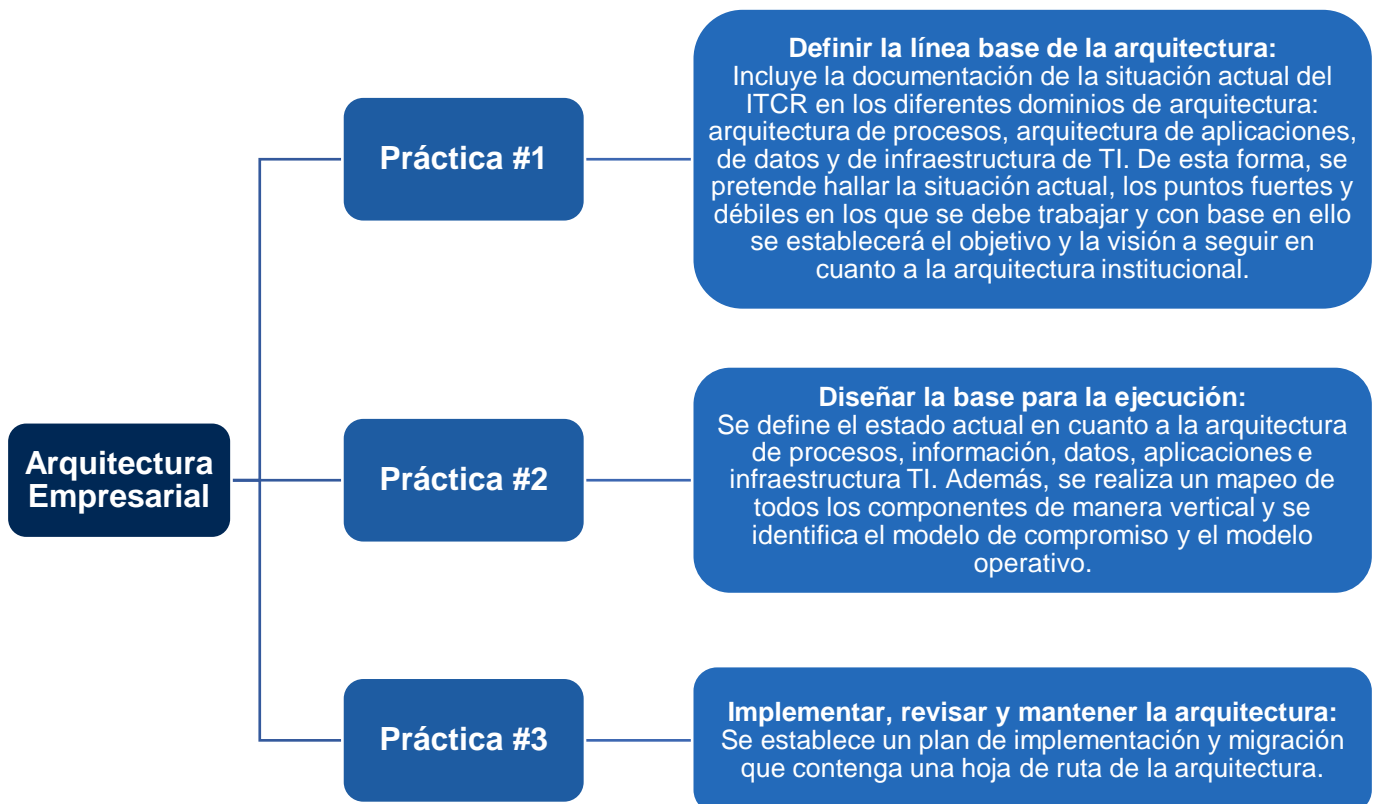 Arquitectura
Empresarial
Práctica #1
Definir la línea base de la arquitectura:
Incluye la documentación de la situación actual del
ITCR en los diferentes dominios de arquitectura:
arquitectura de procesos, arquitectura de aplicaciones,
de datos y de infraestructura de TI. De esta forma, se
pretende hallar la situación actual, los puntos fuertes y
débiles en los que se debe trabajar y con base en ello
se establecerá el objetivo y la visión a seguir en
cuanto a la arquitectura institucional.
Práctica #2
Diseñar la base para la ejecución:
Se define el estado actual en cuanto a la arquitectura
de procesos, información, datos, aplicaciones e
infraestructura TI. Además, se realiza un mapeo de
todos los componentes de manera vertical y se
identifica el modelo de compromiso y el modelo
operativo.
Práctica #3
Implementar, revisar y mantener la arquitectura:
Se establece un plan de implementación y migración
que contenga una hoja de ruta de la arquitectura.